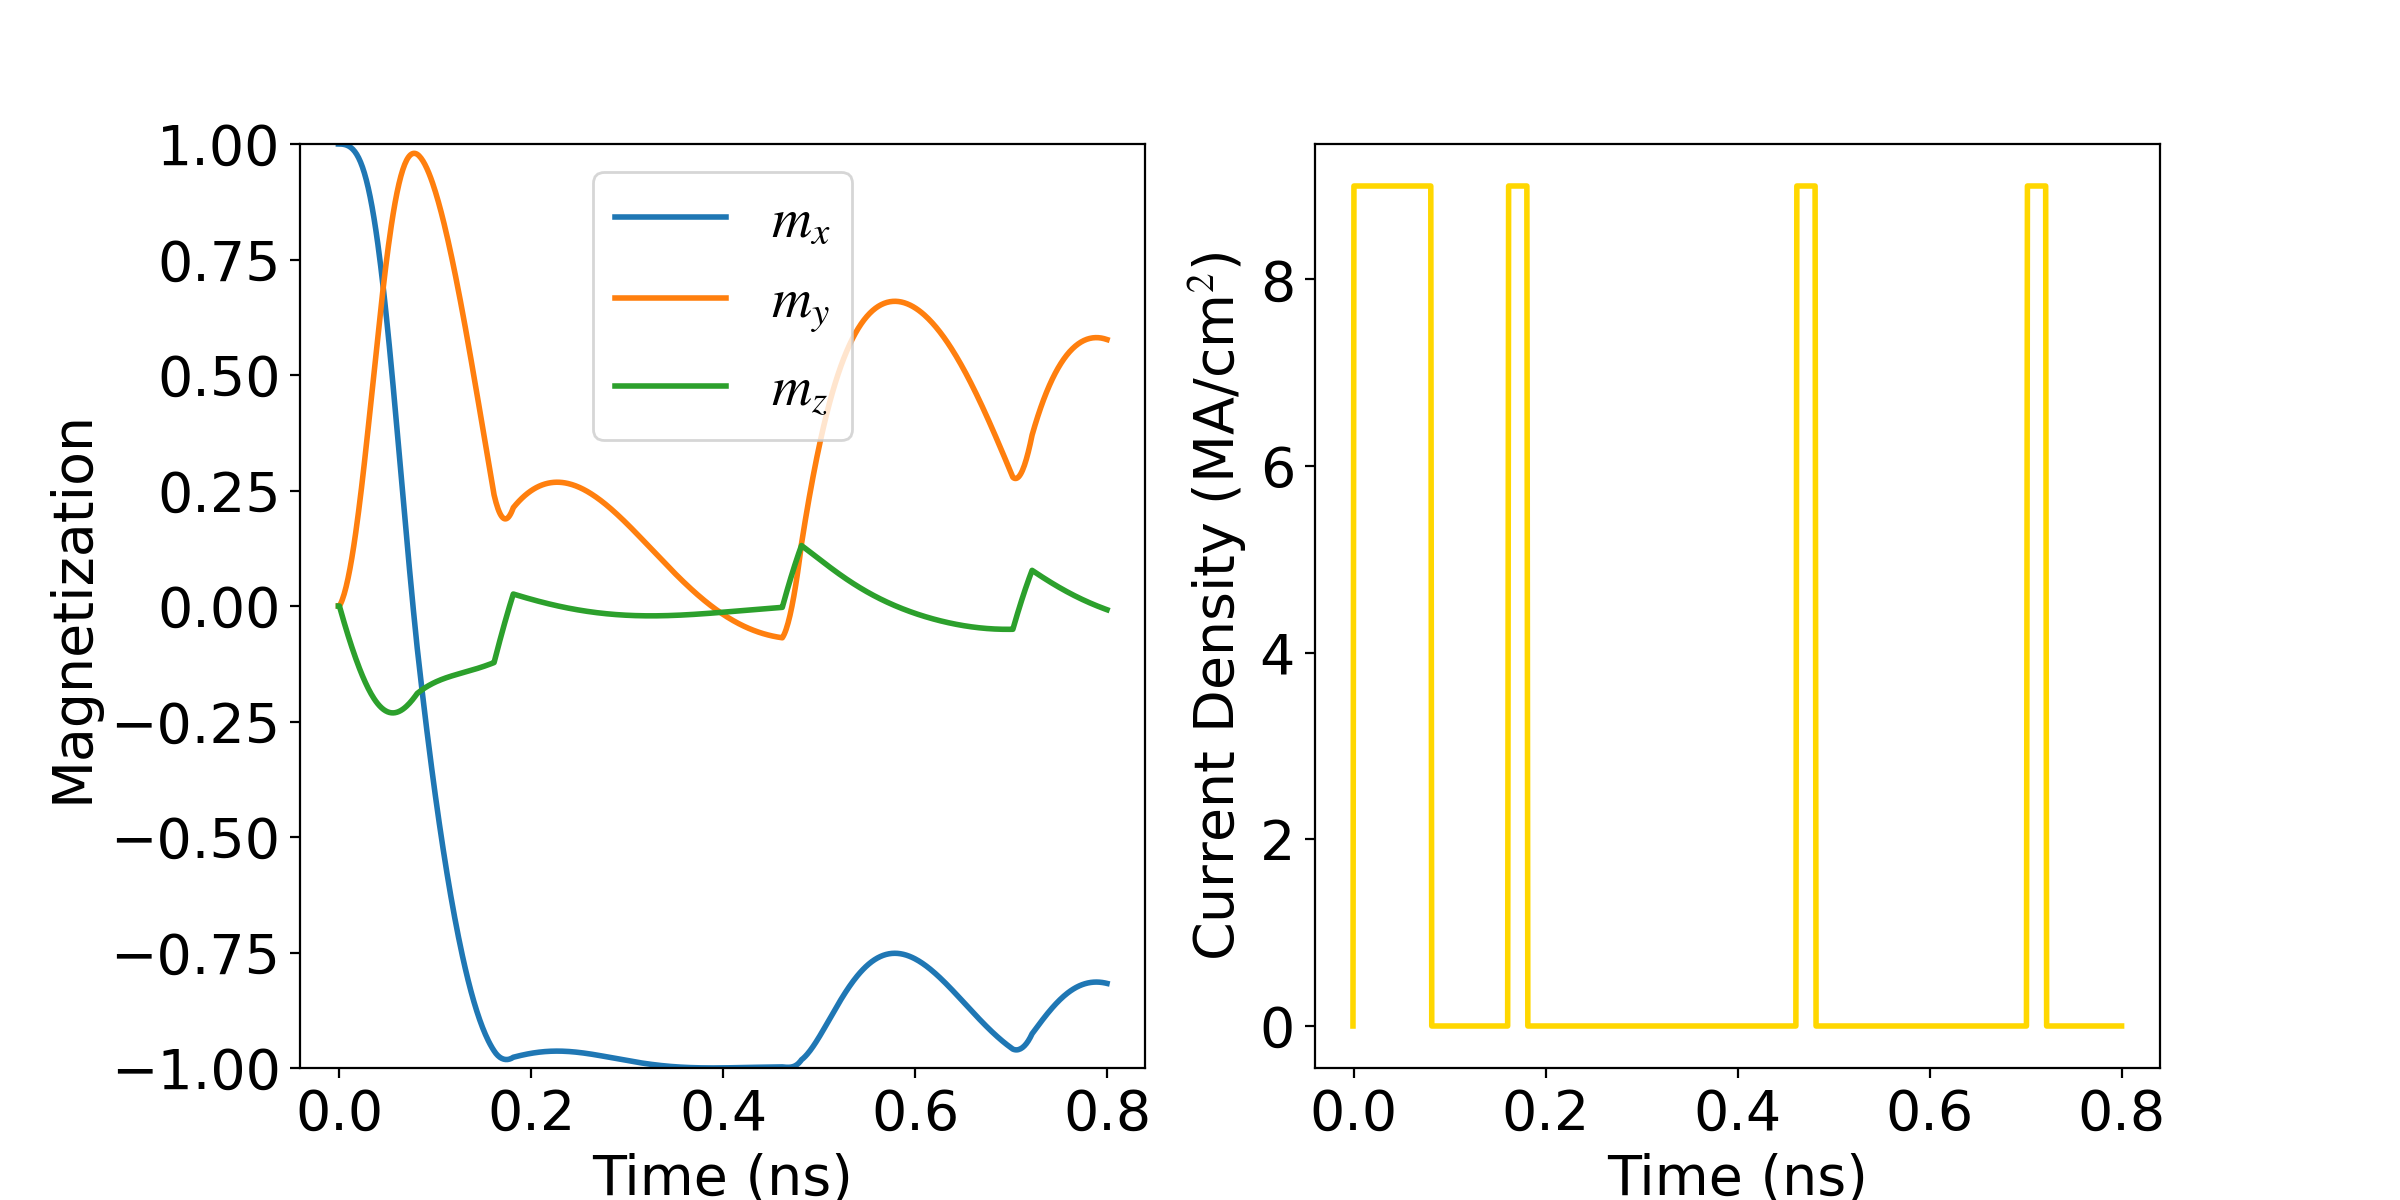 1.00
0.75
0.50
0.25
0.00
−0.25
−0.50
−0.75
−1.00
Magnetization
0.0 0.2 0.4 0.6 0.8
Time (ns)
m_x
m_y
m_z
8
6
4
2
0
Current Density (MA/cm²)
0.0 0.2 0.4 0.6 0.8
Time (ns)